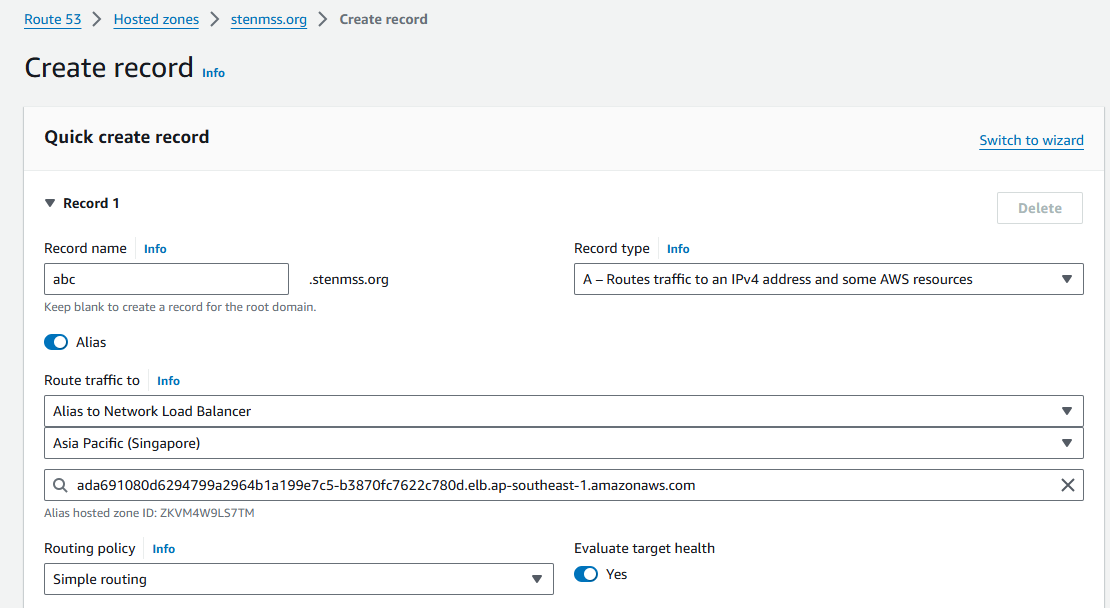 Route 53 > Hosted zones > stenmss.org > Create record
Create record Info
Quick create record
Switch to wizard
Record 1
Delete
Record name Info
Record type Info
abc .stenmss.org
A – Routes traffic to an IPv4 address and some AWS resources
Keep blank to create a record for the root domain.
Alias
Route traffic to Info
Alias to Network Load Balancer
Asia Pacific (Singapore)
ada691080d6294799a2964b1a199e7c5-b3870fc7622c780d.elb.ap-southeast-1.amazonaws.com
Alias hosted zone ID: ZKVM4W9LS7TM
Routing policy Info
Evaluate target health
Simple routing
Yes